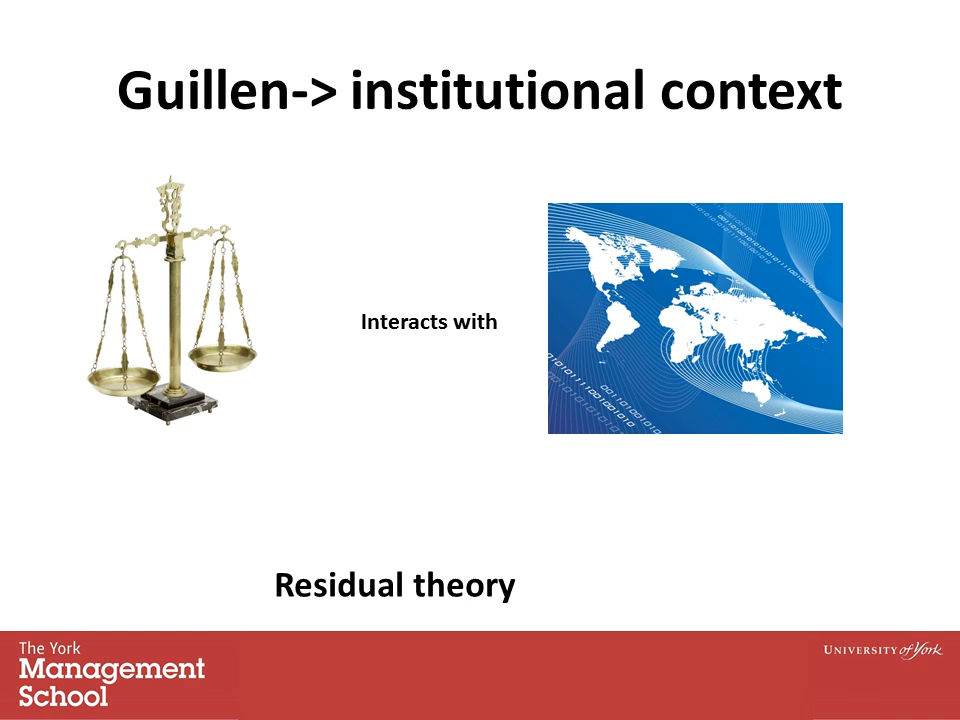 Guillen-> institutional context
Interacts with
Residual theory
The York
Management
School
UNIVERSITY of York